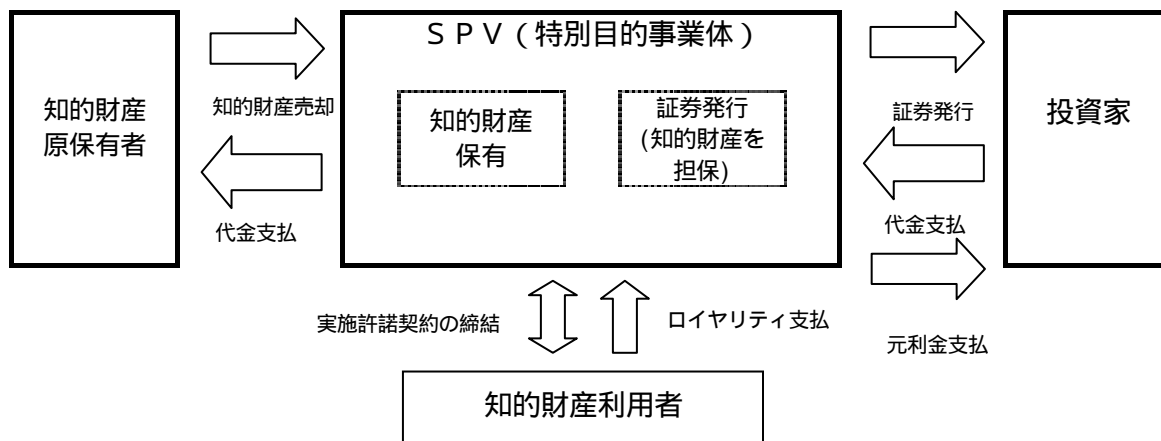 SPV(特別目的事業体)
知的財産
原保有者
知的財産売却
代金支払
知的財産
保有
証券発行
(知的財産を
担保)
証券発行
代金支払
元利金支払
投資家
実施許諾契約の締結
ロイヤリティ支払
知的財産利用者